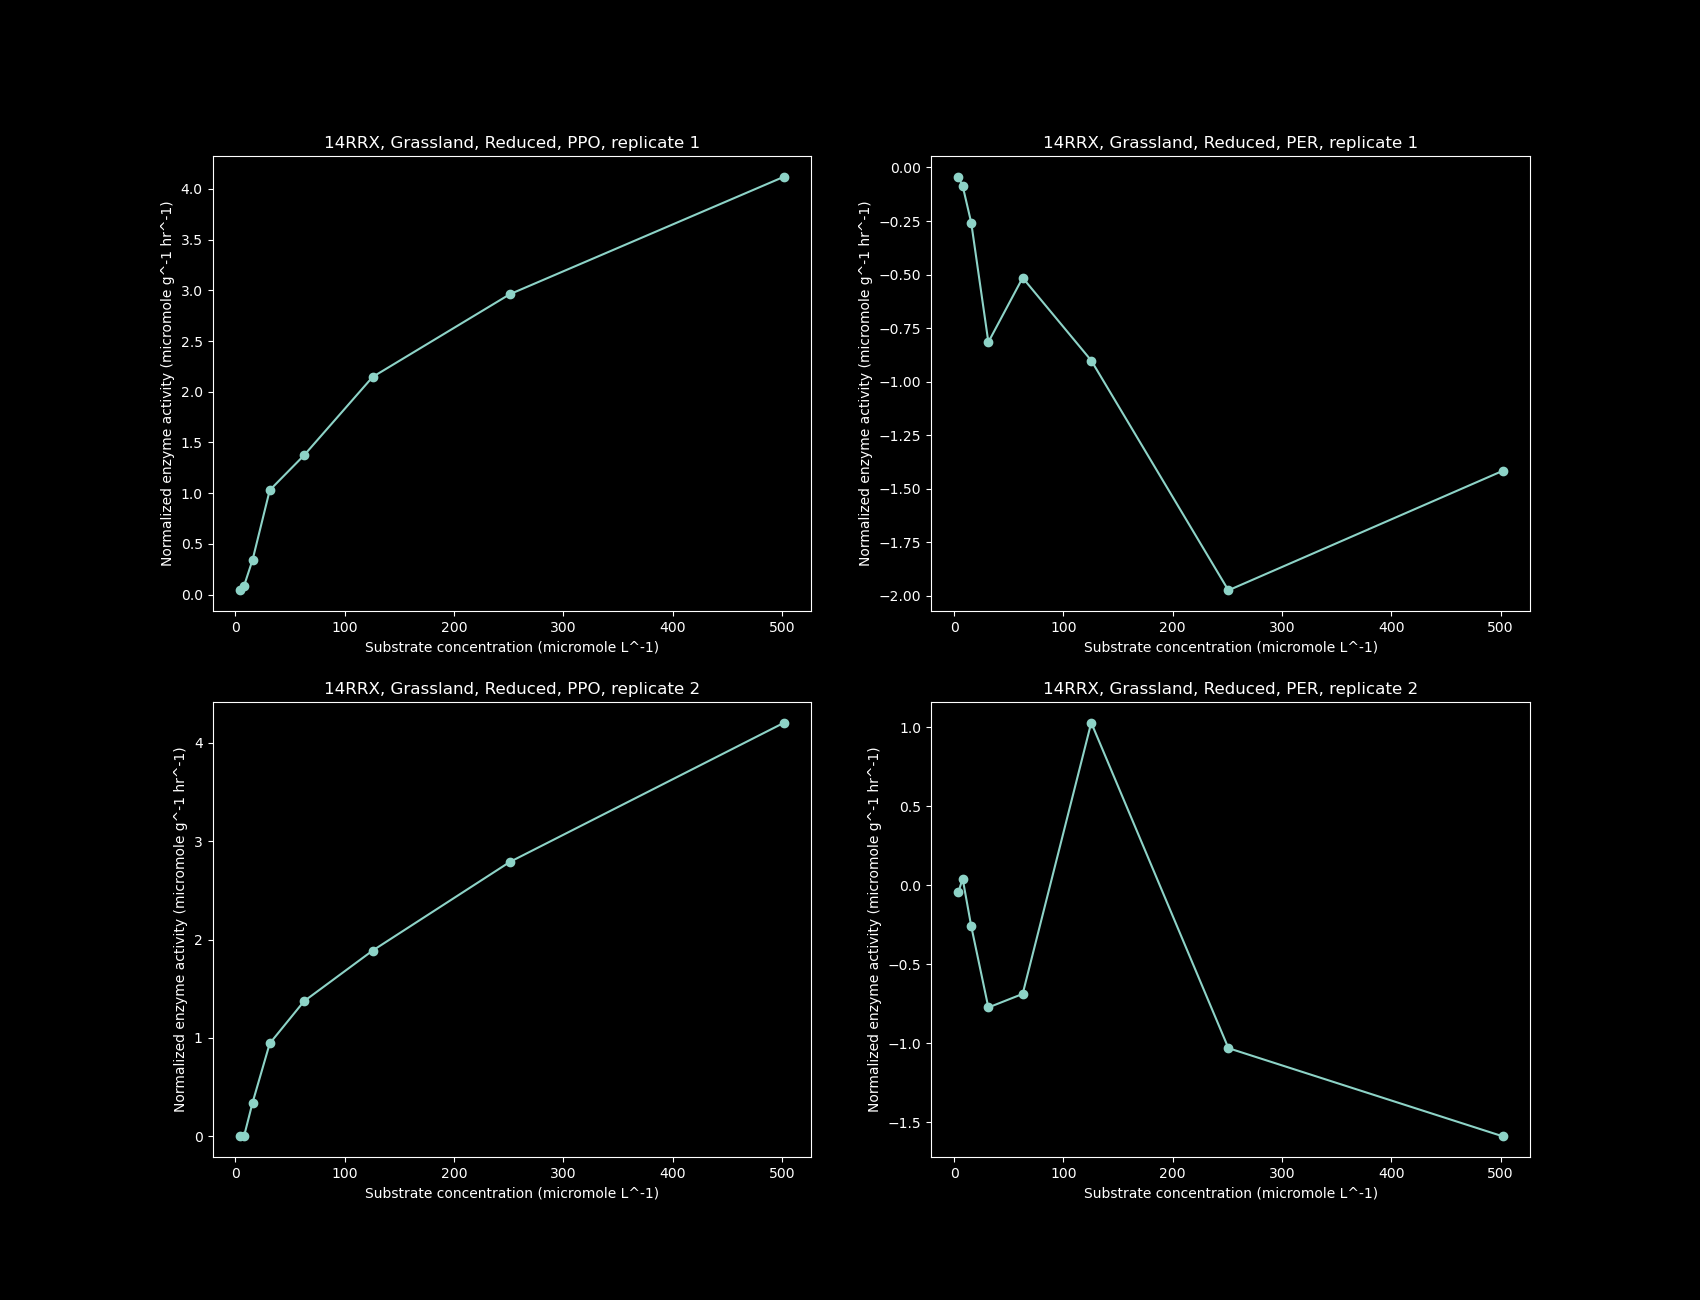 14RRX, Grassland, Reduced, PPO, replicate 1
Normalized enzyme activity (micromole g^-1 hr^-1)
4.0
3.5
3.0
2.5
2.0
1.5
1.0
0.5
0.0
0 100 200 300 400 500
Substrate concentration (micromole L^-1)
14RRX, Grassland, Reduced, PER, replicate 1
Normalized enzyme activity (micromole g^-1 hr^-1)
0.00
−0.25
−0.50
−0.75
−1.00
−1.25
−1.50
−1.75
−2.00
0 100 200 300 400 500
Substrate concentration (micromole L^-1)
14RRX, Grassland, Reduced, PPO, replicate 2
Normalized enzyme activity (micromole g^-1 hr^-1)
4
3
2
1
0
0 100 200 300 400 500
Substrate concentration (micromole L^-1)
14RRX, Grassland, Reduced, PER, replicate 2
Normalized enzyme activity (micromole g^-1 hr^-1)
1.0
0.5
0.0
−0.5
−1.0
−1.5
0 100 200 300 400 500
Substrate concentration (micromole L^-1)